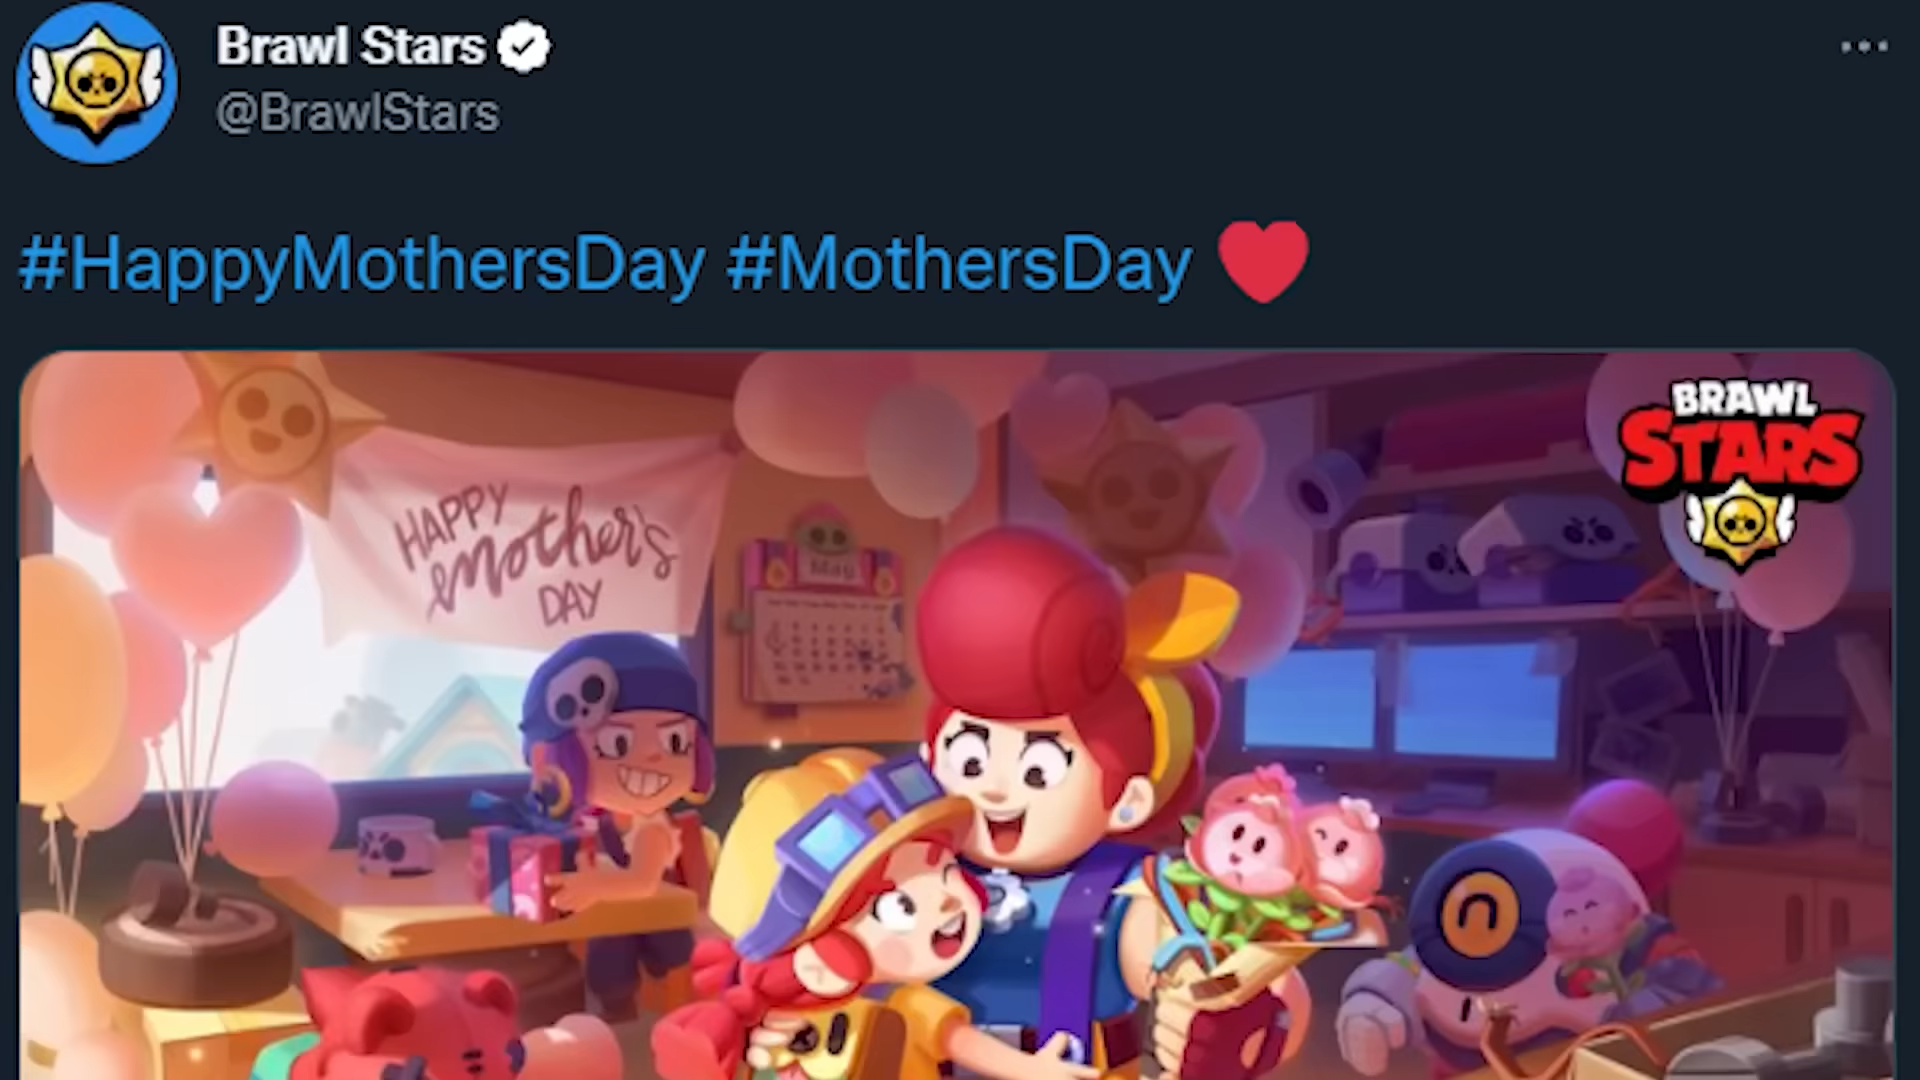 Brawl Stars
@BrawlStars
#HappyMothersDay #MothersDay
BRAWL
STARS
HAPPY
mother's
DAY
May